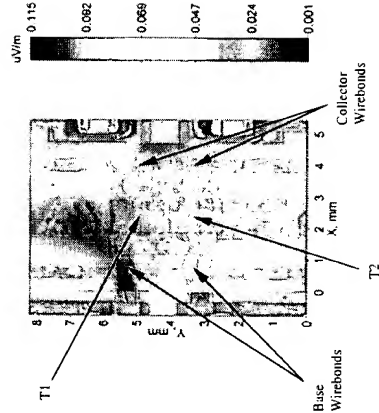 uV/m
0.115
0.092
0.069
0.047
0.024
0.001
8
7
6
5
4
3
2
1
0
Y, mm
0 1 2 3 4 5
X, mm
T1
T2
Base
Wirebonds
Collector
Wirebonds